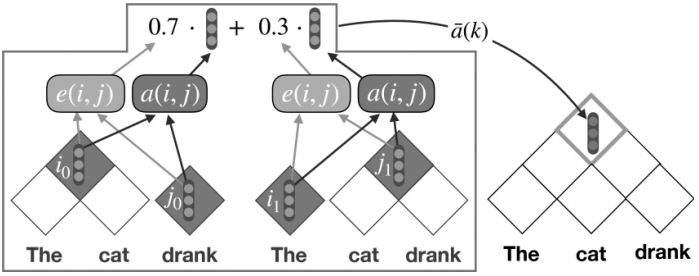 0.7 · + 0.3 · ā(k)
e(i, j) a(i, j) e(i, j) a(i, j)
i₀ j₀ i₁ j₁
The cat drank The cat drank The cat drank